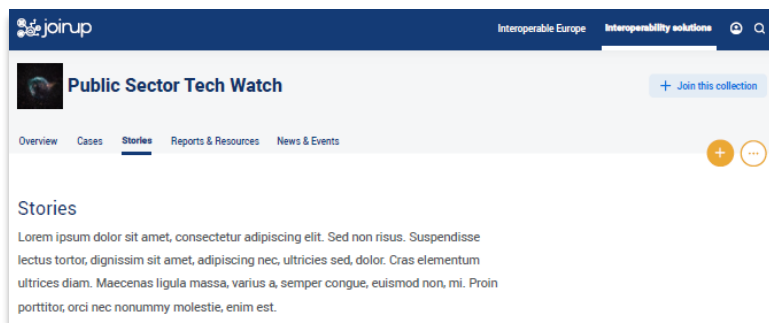 joinup
Interoperable Europe Interoperability solutions
Public Sector Tech Watch
+ Join this collection
Overview Cases Stories Reports & Resources News & Events
Stories
Lorem ipsum dolor sit amet, consectetur adipiscing elit. Sed non risus. Suspendisse
lectus tortor, dignissim sit amet, adipiscing nec, ultricies sed, dolor. Cras elementum
ultrices diam. Maecenas ligula massa, varius a, semper congue, euismod non, mi. Proin
porttitor, orci nec nonummy molestie, enim est.